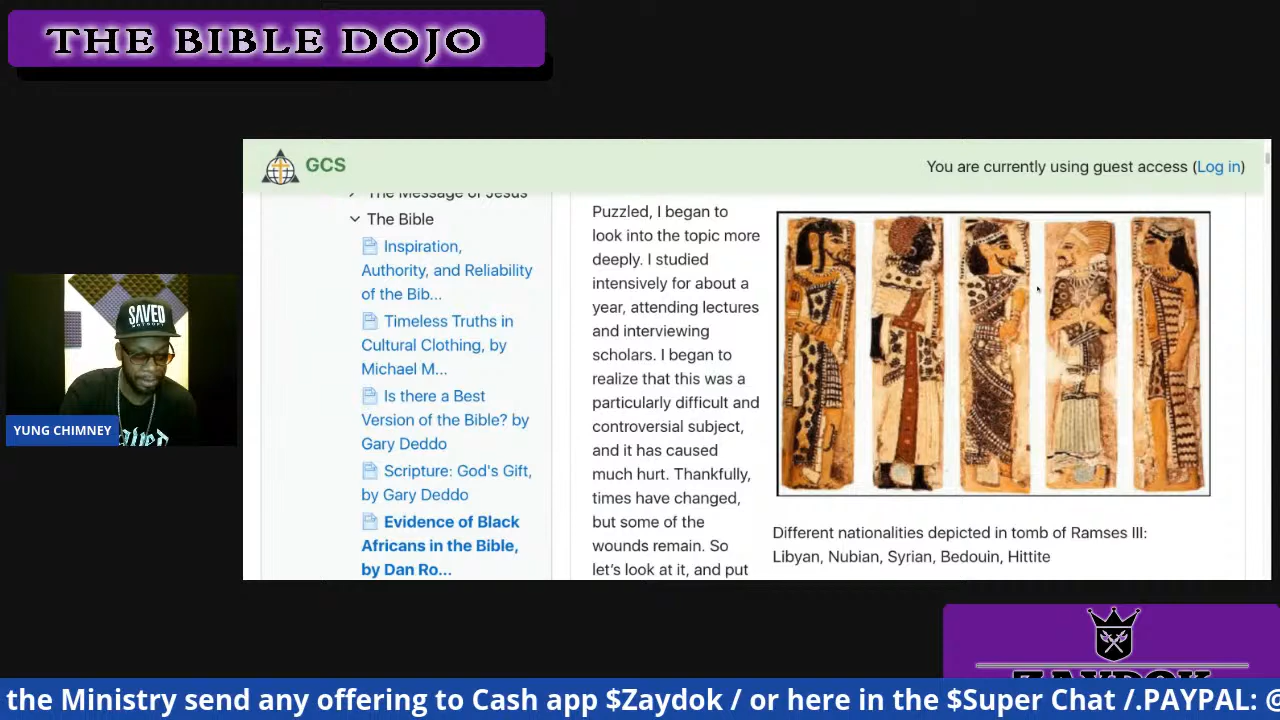 THE BIBLE DOJO
GCS
You are currently using guest access (Log in)
The Message of Jesus
The Bible
Inspiration,
Authority, and Reliability
of the Bib...
Timeless Truths in
Cultural Clothing, by
Michael M...
Is there a Best
Version of the Bible? by
Gary Deddo
Scripture: God's Gift,
by Gary Deddo
Evidence of Black
Africans in the Bible,
by Dan Ro...
Puzzled, I began to
look into the topic more
deeply. I studied
intensively for about a
year, attending lectures
and interviewing
scholars. I began to
realize that this was a
particularly difficult and
controversial subject,
and it has caused
much hurt. Thankfully,
times have changed,
but some of the
wounds remain. So
let's look at it, and put
Different nationalities depicted in tomb of Ramses III:
Libyan, Nubian, Syrian, Bedouin, Hittite
SAVED
YUNG CHIMNEY
ZAYDOK
the Ministry send any offering to Cash app $Zaydok / or here in the $Super Chat /.PAYPAL: @